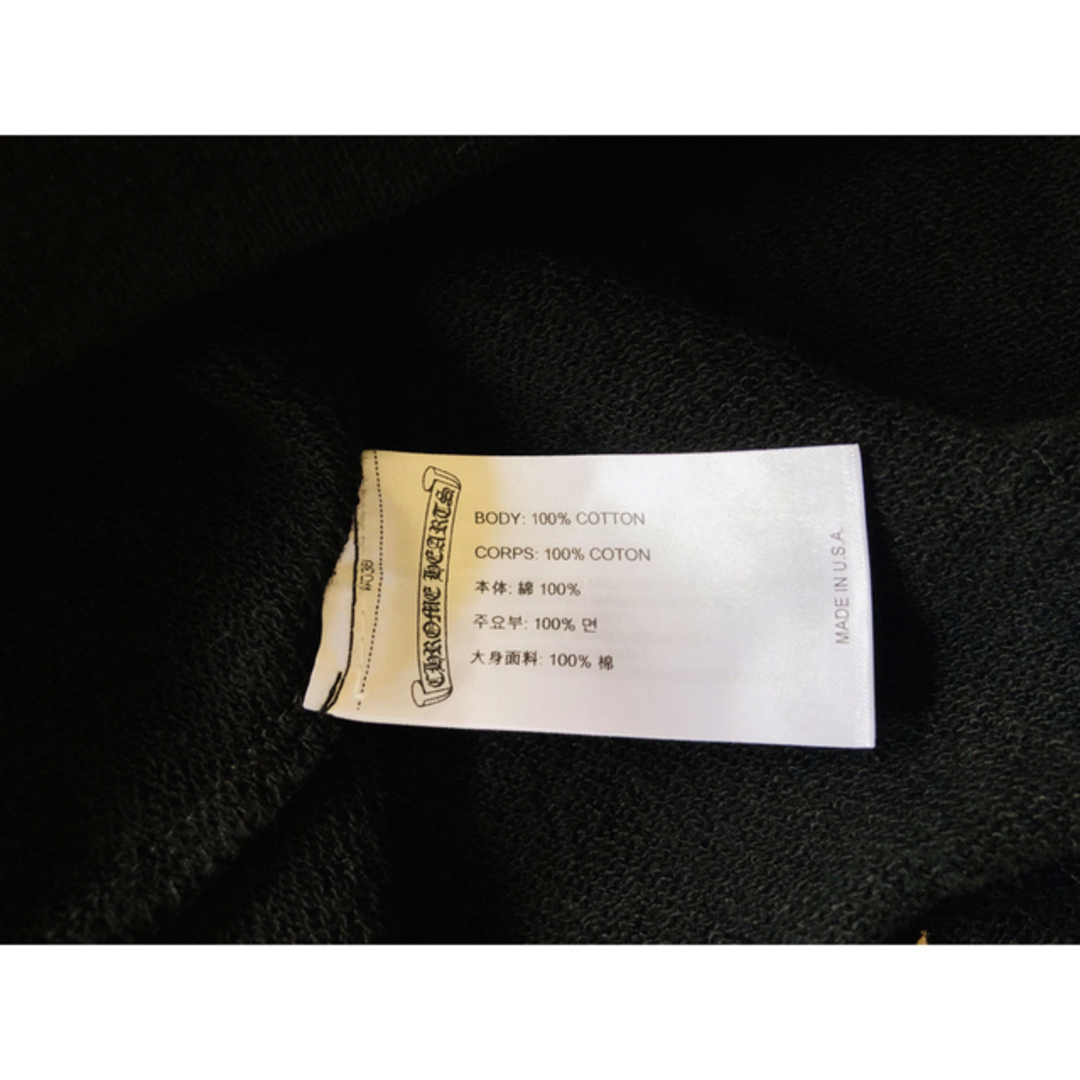 CHROME HEARTS
BODY: 100% COTTON
CORPS: 100% COTON
本体: 綿 100%
주요부: 100% 면
大身面料: 100% 棉
MADE IN U.S.A.